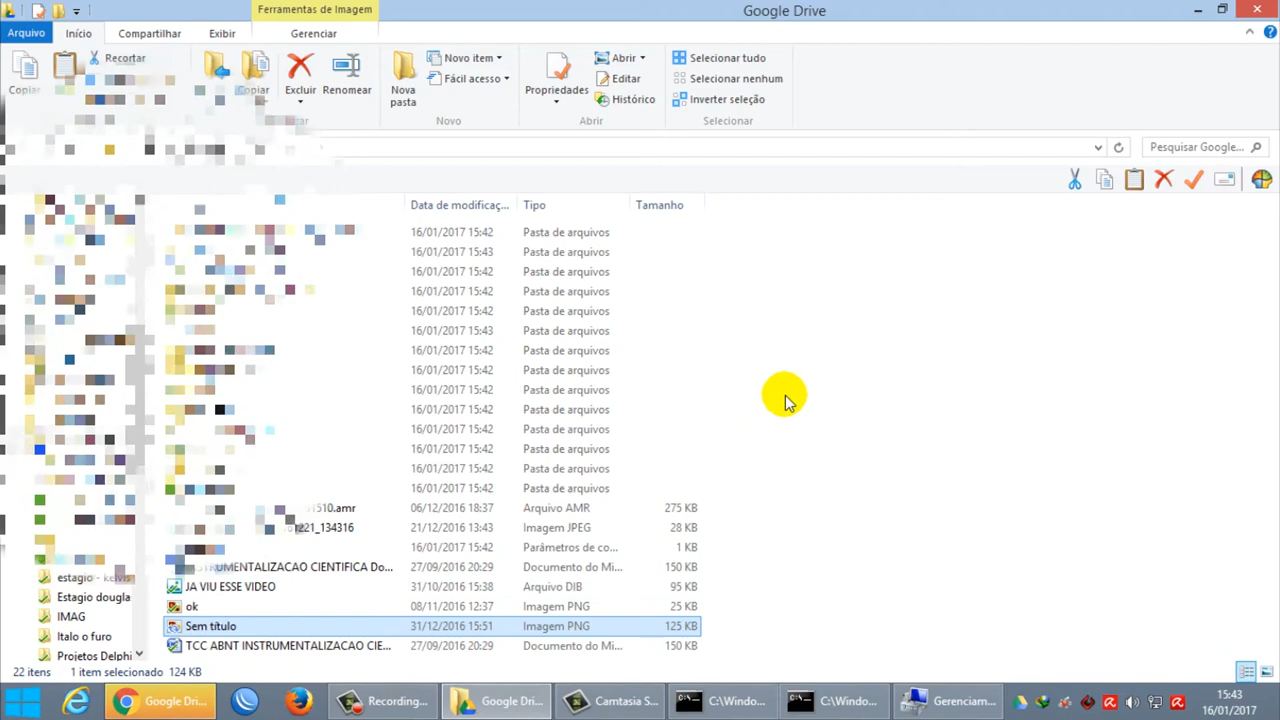 Ferramentas de Imagem
Google Drive
Arquivo Início Compartilhar Exibir Gerenciar
Recortar
Copiar
Copiar
Excluir
Renomear
Nova pasta
Novo item
Fácil acesso
Novo
Propriedades
Abrir
Editar
Histórico
Abrir
Selecionar tudo
Selecionar nenhum
Inverter seleção
Selecionar
Pesquisar Google...
Data de modificaç... Tipo Tamanho
16/01/2017 15:42 Pasta de arquivos
16/01/2017 15:43 Pasta de arquivos
16/01/2017 15:42 Pasta de arquivos
16/01/2017 15:42 Pasta de arquivos
16/01/2017 15:42 Pasta de arquivos
16/01/2017 15:43 Pasta de arquivos
16/01/2017 15:42 Pasta de arquivos
16/01/2017 15:42 Pasta de arquivos
16/01/2017 15:42 Pasta de arquivos
16/01/2017 15:42 Pasta de arquivos
16/01/2017 15:42 Pasta de arquivos
16/01/2017 15:42 Pasta de arquivos
16/01/2017 15:42 Pasta de arquivos
16/01/2017 15:42 Pasta de arquivos
1510.amr 06/12/2016 18:37 Arquivo AMR 275 KB
221_134316 21/12/2016 13:43 Imagem JPEG 28 KB
16/01/2017 15:42 Parâmetros de co... 1 KB
STRUMENTALIZACAO CIENTIFICA Do... 27/09/2016 20:29 Documento do Mi... 150 KB
JA VIU ESSE VIDEO 31/10/2016 15:38 Arquivo DIB 95 KB
ok 08/11/2016 12:37 Imagem PNG 25 KB
Sem título 31/12/2016 15:51 Imagem PNG 125 KB
TCC ABNT INSTRUMENTALIZACAO CIE... 27/09/2016 20:29 Documento do Mi... 150 KB
estagio - kelvis
Estagio dougla
IMAG
Italo o furo
Projetos Delphi
22 itens 1 item selecionado 124 KB
Google Dri... Recording... Google Dri... Camtasia S... C:\Windo... C:\Windo... Gerenciam...
15:43
16/01/2017